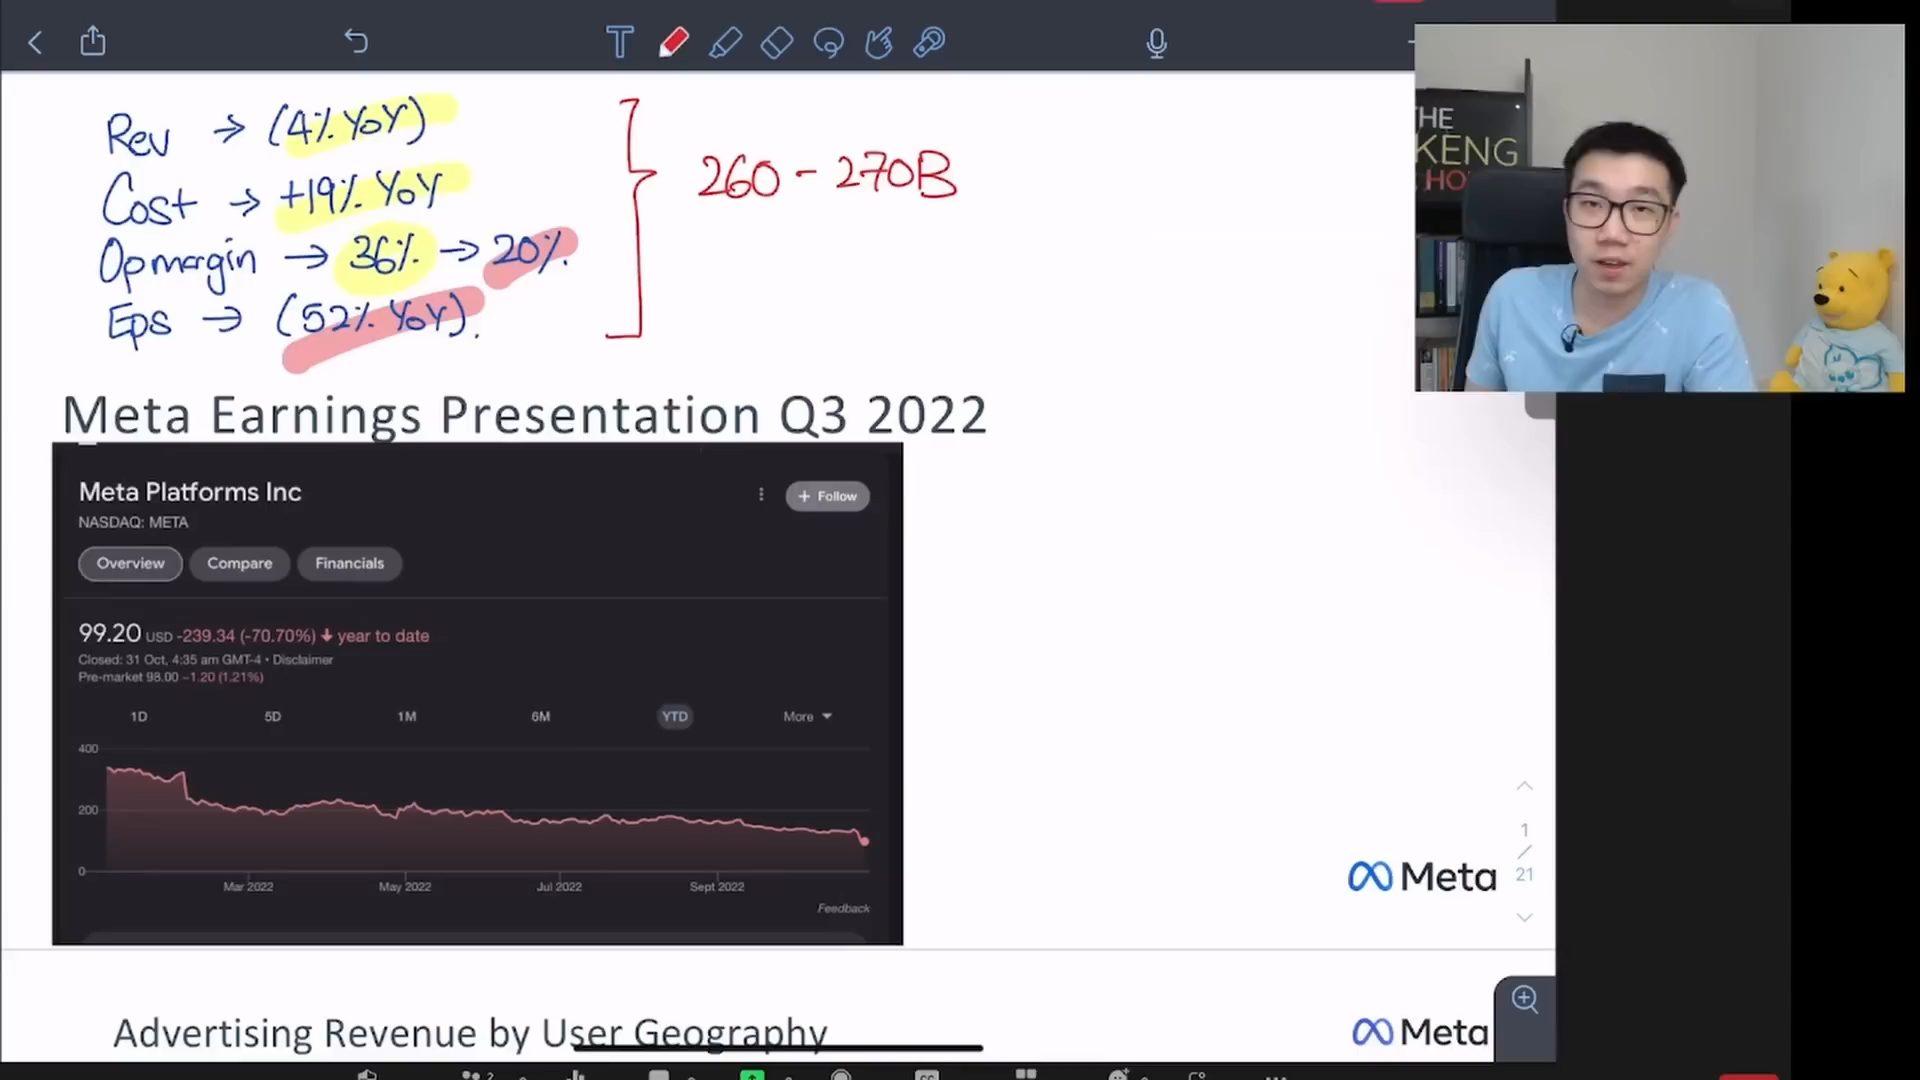 Rev → (4% YoY)
Cost → +19% YoY
Opmargin → 36% → 20%.
Eps → (52% YoY).
260 - 270B
THE
KENG
HO
Meta Earnings Presentation Q3 2022
Meta Platforms Inc
+ Follow
NASDAQ: META
Overview Compare Financials
99.20 USD -239.34 (-70.70%) ↓ year to date
Closed: 31 Oct, 4:35 am GMT-4 • Disclaimer
Pre-market 98.00 −1.20 (1.21%)
1D 5D 1M 6M YTD More
400
200
0
Mar 2022 May 2022 Jul 2022 Sept 2022
Feedback
Meta
1
/
21
Advertising Revenue by User Geography
Meta